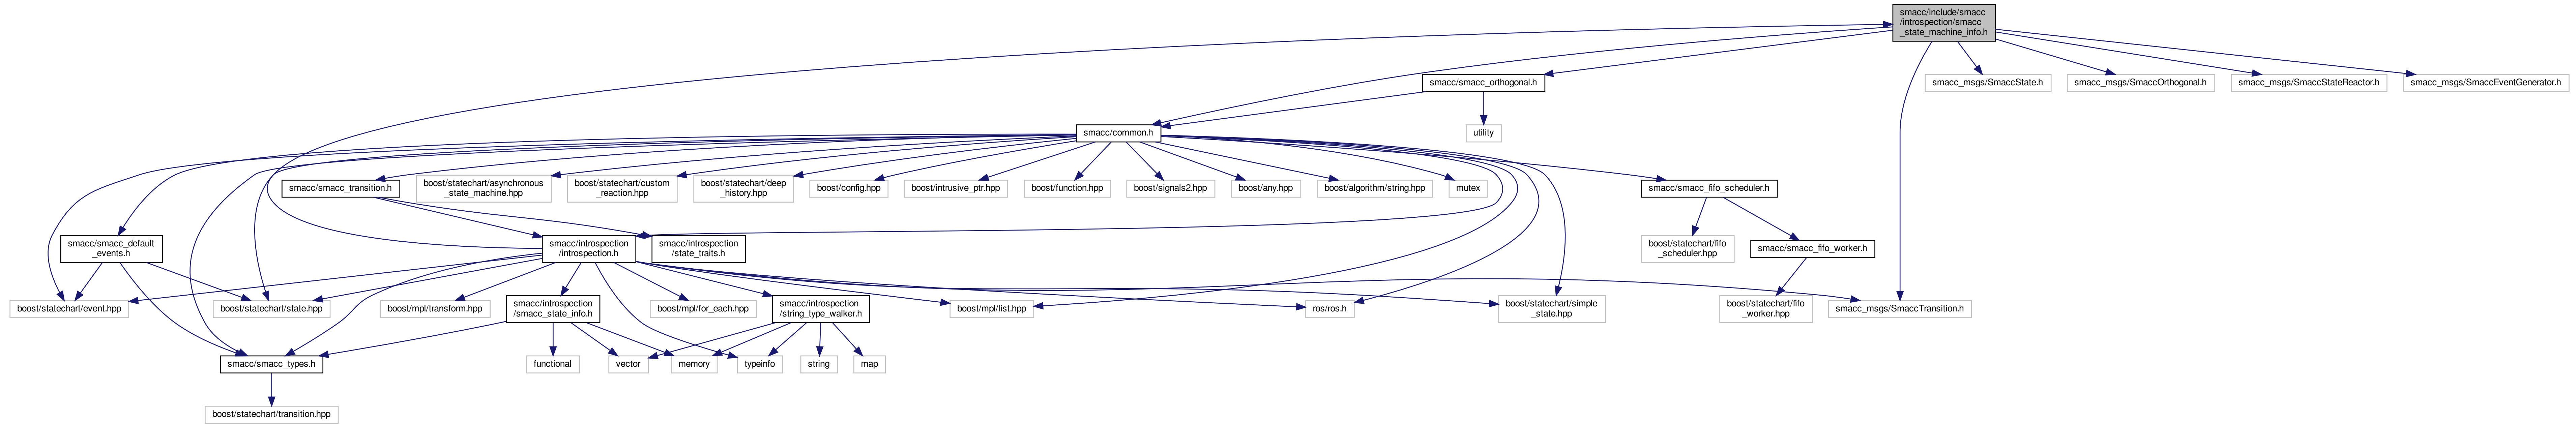 smacc/include/smacc
/introspection/smacc
_state_machine_info.h
smacc/smacc_orthogonal.h
smacc_msgs/SmaccState.h
smacc_msgs/SmaccOrthogonal.h
smacc_msgs/SmaccStateReactor.h
smacc_msgs/SmaccEventGenerator.h
smacc/common.h
utility
smacc/smacc_transition.h
boost/statechart/asynchronous
_state_machine.hpp
boost/statechart/custom
_reaction.hpp
boost/statechart/deep
_history.hpp
boost/config.hpp
boost/intrusive_ptr.hpp
boost/function.hpp
boost/signals2.hpp
boost/any.hpp
boost/algorithm/string.hpp
mutex
smacc/smacc_fifo_scheduler.h
smacc/smacc_default
_events.h
smacc/introspection
/introspection.h
smacc/introspection
/state_traits.h
boost/statechart/fifo
_scheduler.hpp
smacc/smacc_fifo_worker.h
boost/statechart/event.hpp
boost/statechart/state.hpp
boost/mpl/transform.hpp
smacc/introspection
/smacc_state_info.h
boost/mpl/for_each.hpp
smacc/introspection
/string_type_walker.h
boost/mpl/list.hpp
ros/ros.h
boost/statechart/simple
_state.hpp
boost/statechart/fifo
_worker.hpp
smacc_msgs/SmaccTransition.h
smacc/smacc_types.h
functional
vector
memory
typeinfo
string
map
boost/statechart/transition.hpp